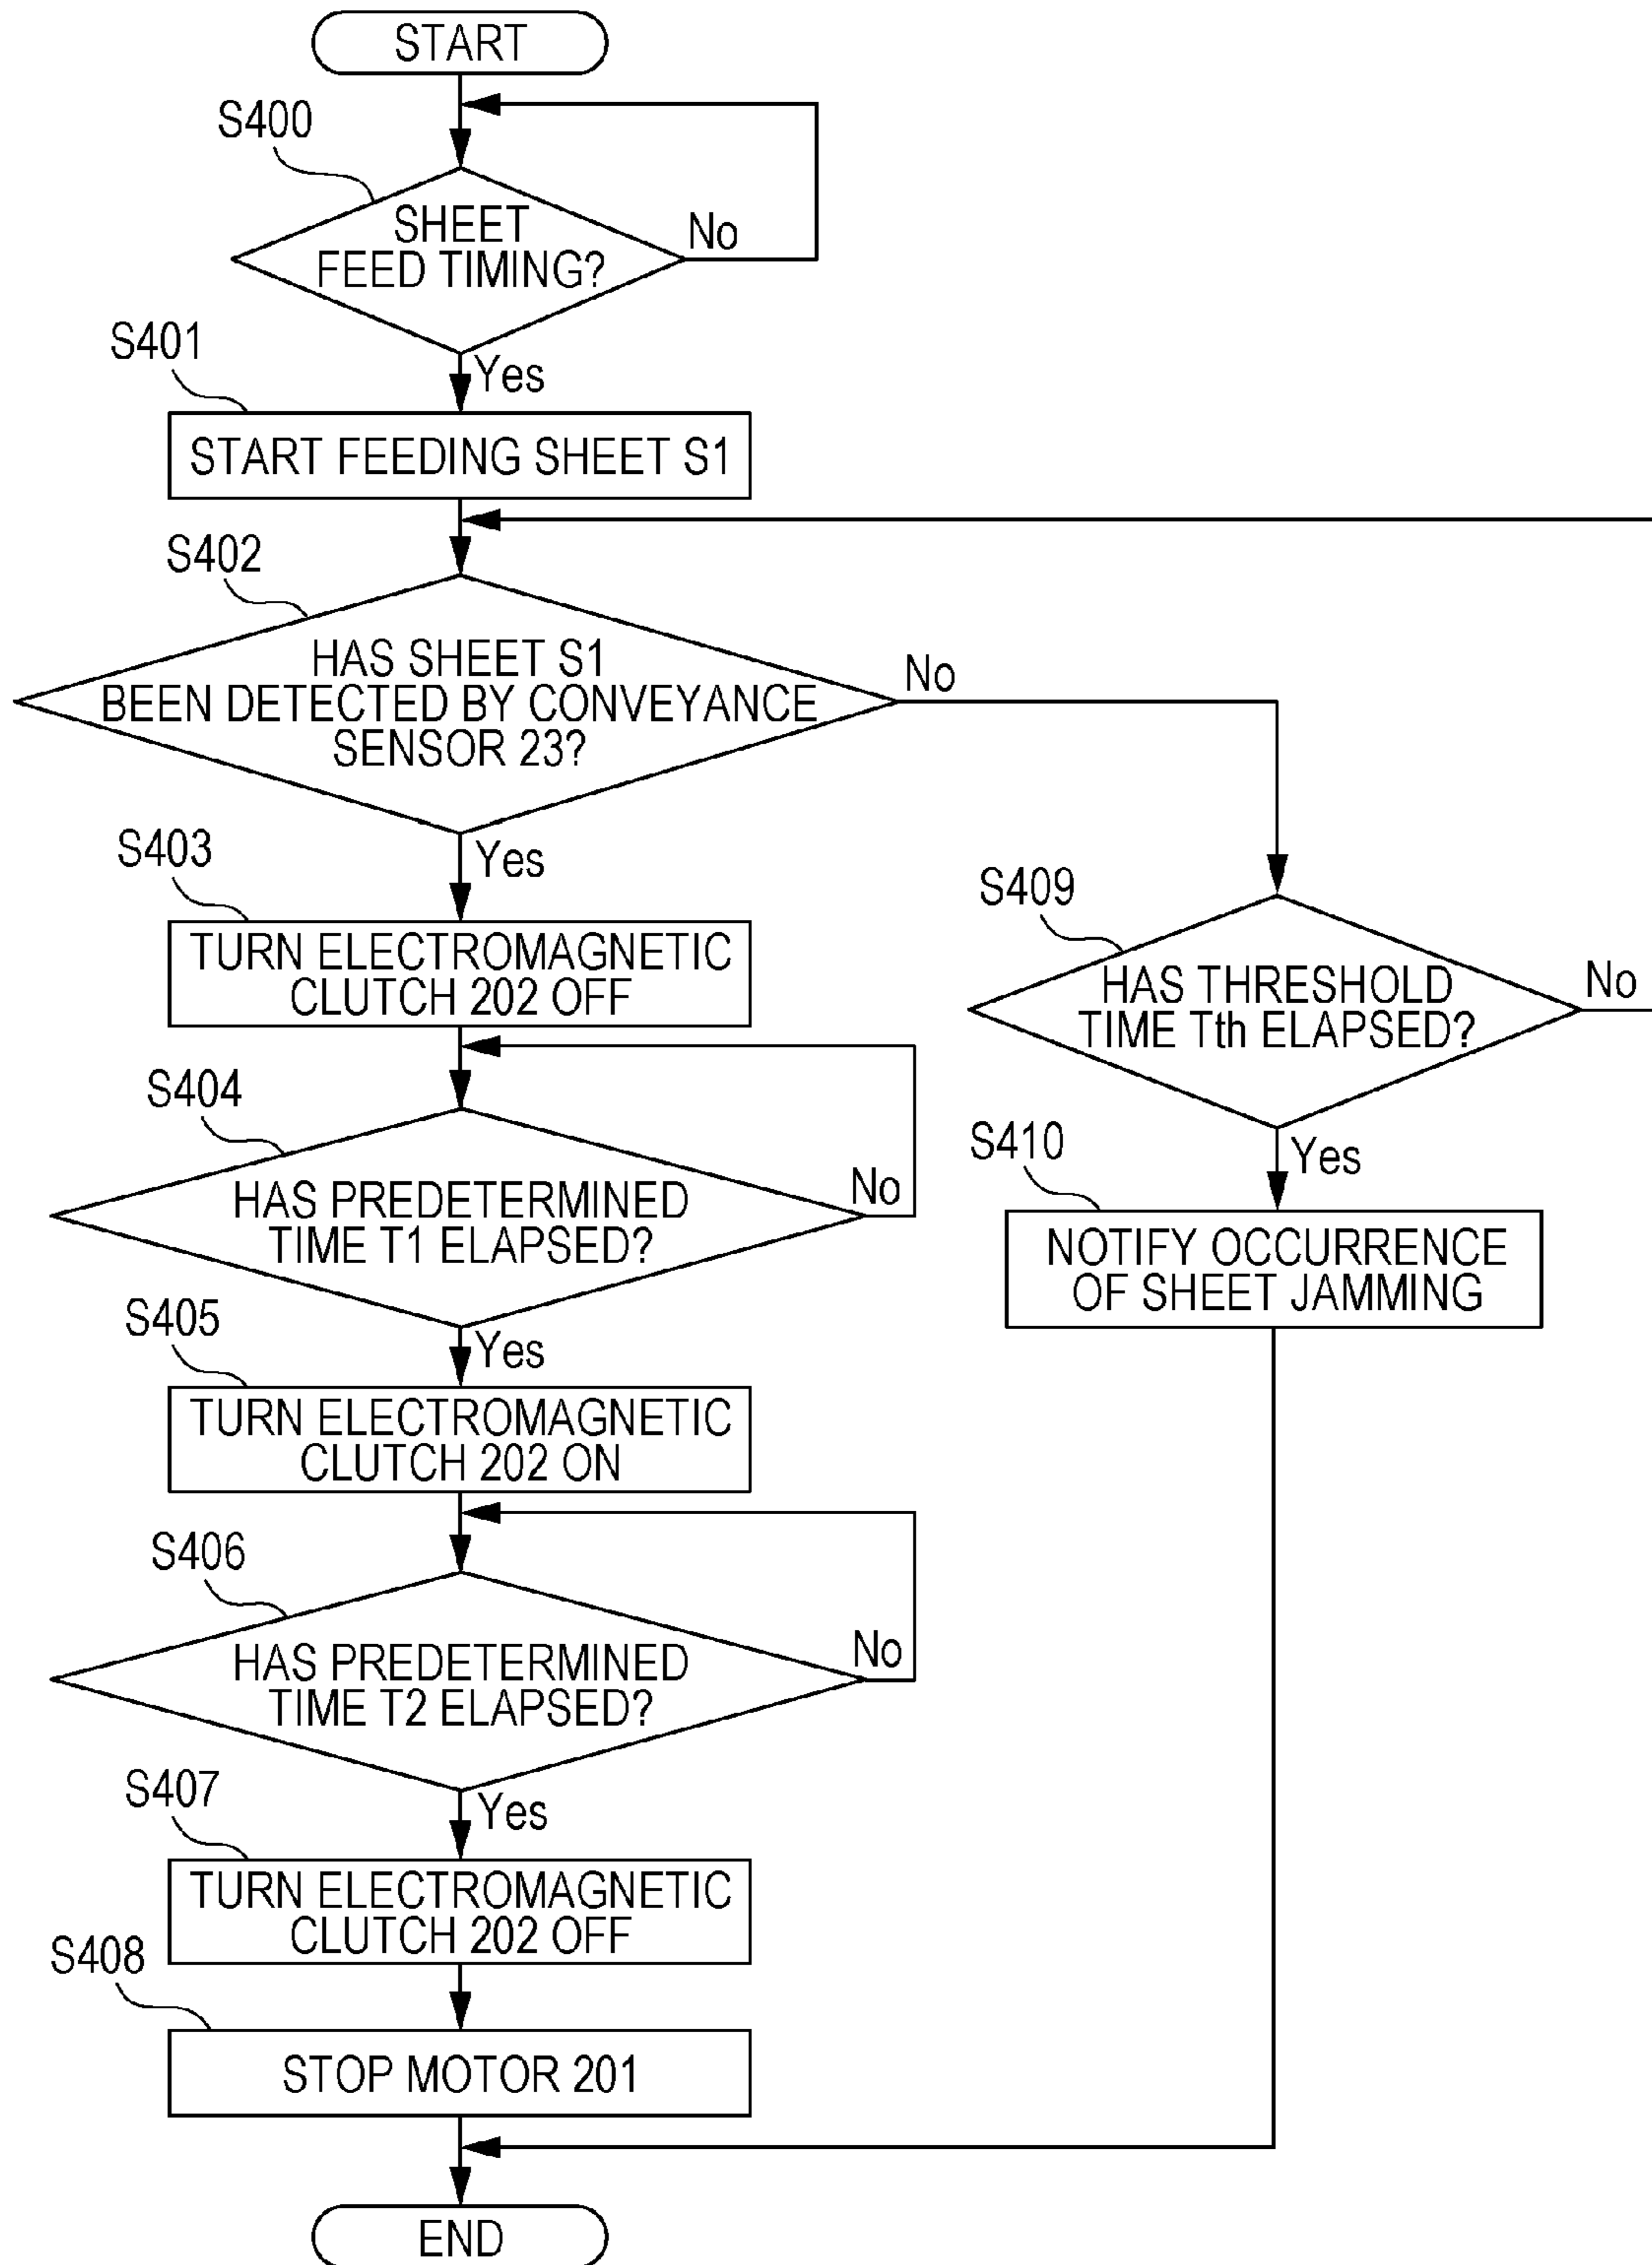 START
S400
SHEET
FEED TIMING?
No
Yes
S401
START FEEDING SHEET S1
S402
HAS SHEET S1
BEEN DETECTED BY CONVEYANCE
SENSOR 23?
No
Yes
S403
TURN ELECTROMAGNETIC
CLUTCH 202 OFF
S404
HAS PREDETERMINED
TIME T1 ELAPSED?
No
Yes
S405
TURN ELECTROMAGNETIC
CLUTCH 202 ON
S406
HAS PREDETERMINED
TIME T2 ELAPSED?
No
Yes
S407
TURN ELECTROMAGNETIC
CLUTCH 202 OFF
S408
STOP MOTOR 201
S409
HAS THRESHOLD
TIME Tth ELAPSED?
No
Yes
S410
NOTIFY OCCURRENCE
OF SHEET JAMMING
END